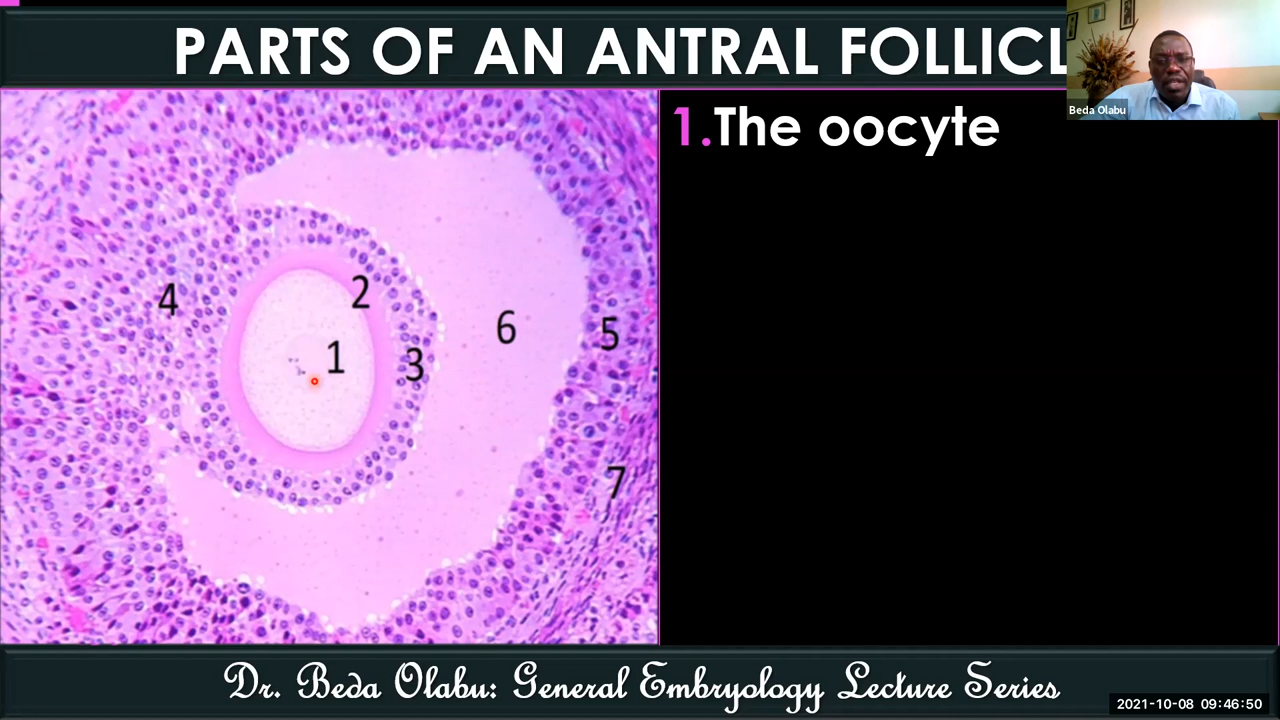 PARTS OF AN ANTRAL FOLLICL
Beda Olabu
1.The oocyte
2
4
6
5
1
3
7
Dr. Beda Olabu: General Embryology Lecture Series
2021-10-08 09:46:50